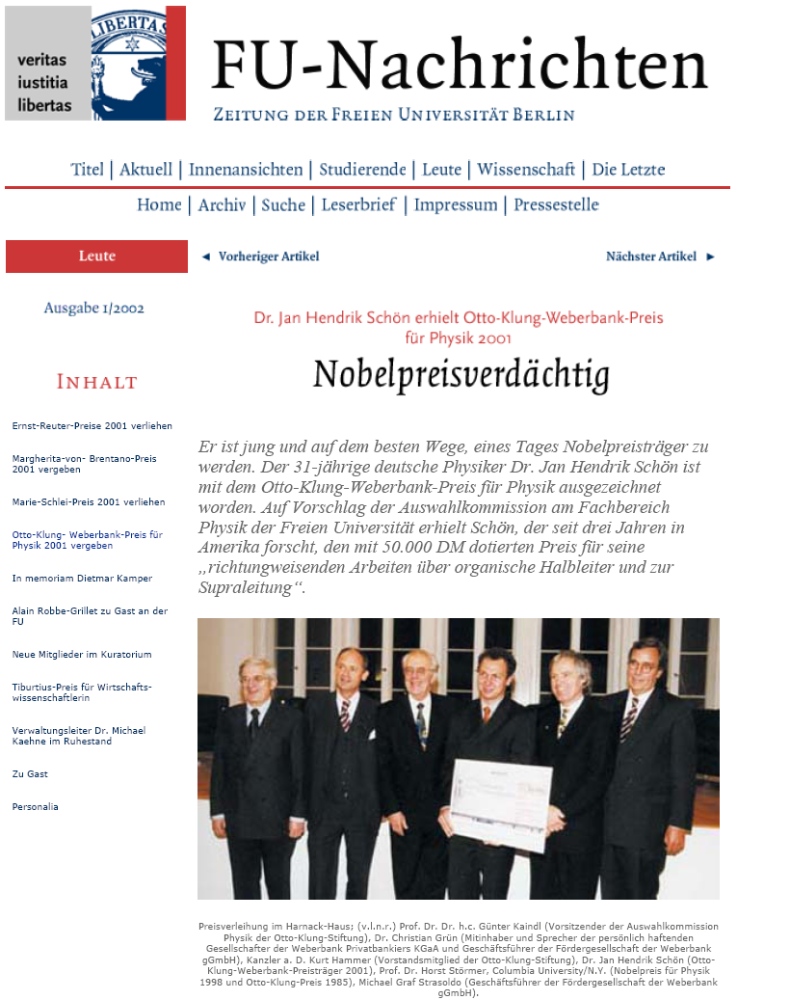 veritas
iustitia
libertas
LIBERTAS
FU-Nachrichten
Zeitung der Freien Universität Berlin
Titel | Aktuell | Innenansichten | Studierende | Leute | Wissenschaft | Die Letzte
Home | Archiv | Suche | Leserbrief | Impressum | Pressestelle
Leute
◄ Vorheriger Artikel
Nächster Artikel ►
Ausgabe 1/2002
Inhalt
Ernst-Reuter-Preise 2001 verliehen
Margherita-von- Brentano-Preis
2001 vergeben
Marie-Schlei-Preis 2001 verliehen
Otto-Klung- Weberbank-Preis für
Physik 2001 vergeben
In memoriam Dietmar Kamper
Alain Robbe-Grillet zu Gast an der
FU
Neue Mitglieder im Kuratorium
Tiburtius-Preis für Wirtschafts-
wissenschaftlerin
Verwaltungsleiter Dr. Michael
Kaehne im Ruhestand
Zu Gast
Personalia
Dr. Jan Hendrik Schön erhielt Otto-Klung-Weberbank-Preis
für Physik 2001
Nobelpreisverdächtig
Er ist jung und auf dem besten Wege, eines Tages Nobelpreisträger zu
werden. Der 31-jährige deutsche Physiker Dr. Jan Hendrik Schön ist
mit dem Otto-Klung-Weberbank-Preis für Physik ausgezeichnet
worden. Auf Vorschlag der Auswahlkommission am Fachbereich
Physik der Freien Universität erhielt Schön, der seit drei Jahren in
Amerika forscht, den mit 50.000 DM dotierten Preis für seine
„richtungweisenden Arbeiten über organische Halbleiter und zur
Supraleitung“.
Preisverleihung im Harnack-Haus; (v.l.n.r.) Prof. Dr. Dr. h.c. Günter Kaindl (Vorsitzender der Auswahlkommission
Physik der Otto-Klung-Stiftung), Dr. Christian Grün (Mitinhaber und Sprecher der persönlich haftenden
Gesellschafter der Weberbank Privatbankiers KGaA und Geschäftsführer der Fördergesellschaft der Weberbank
gGmbH), Kanzler a. D. Kurt Hammer (Vorstandsmitglied der Otto-Klung-Stiftung), Dr. Jan Hendrik Schön (Otto-
Klung-Weberbank-Preisträger 2001), Prof. Dr. Horst Störmer, Columbia University/N.Y. (Nobelpreis für Physik
1998 und Otto-Klung-Preis 1985), Michael Graf Strasoldo (Geschäftsführer der Fördergesellschaft der Weberbank
gGmbH).